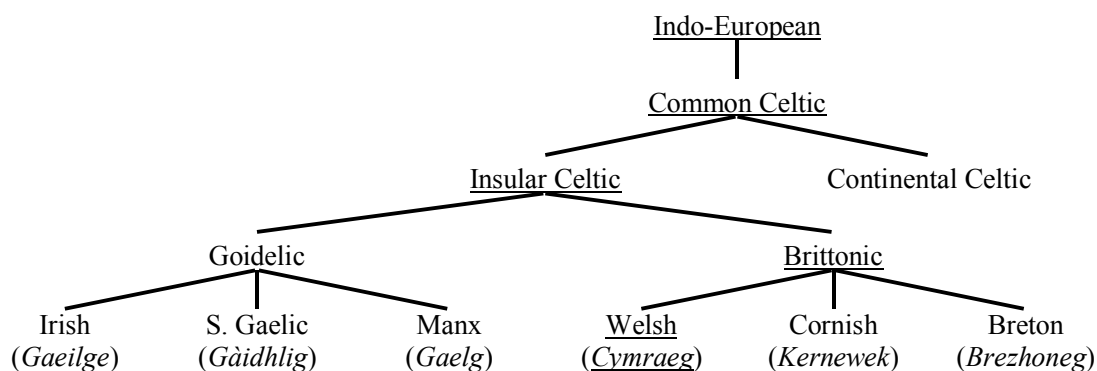 Indo-European
Common Celtic
Insular Celtic Continental Celtic
Goidelic Brittonic
Irish S. Gaelic Manx Welsh Cornish Breton
(Gaeilge) (Gàidhlig) (Gaelg) (Cymraeg) (Kernewek) (Brezhoneg)